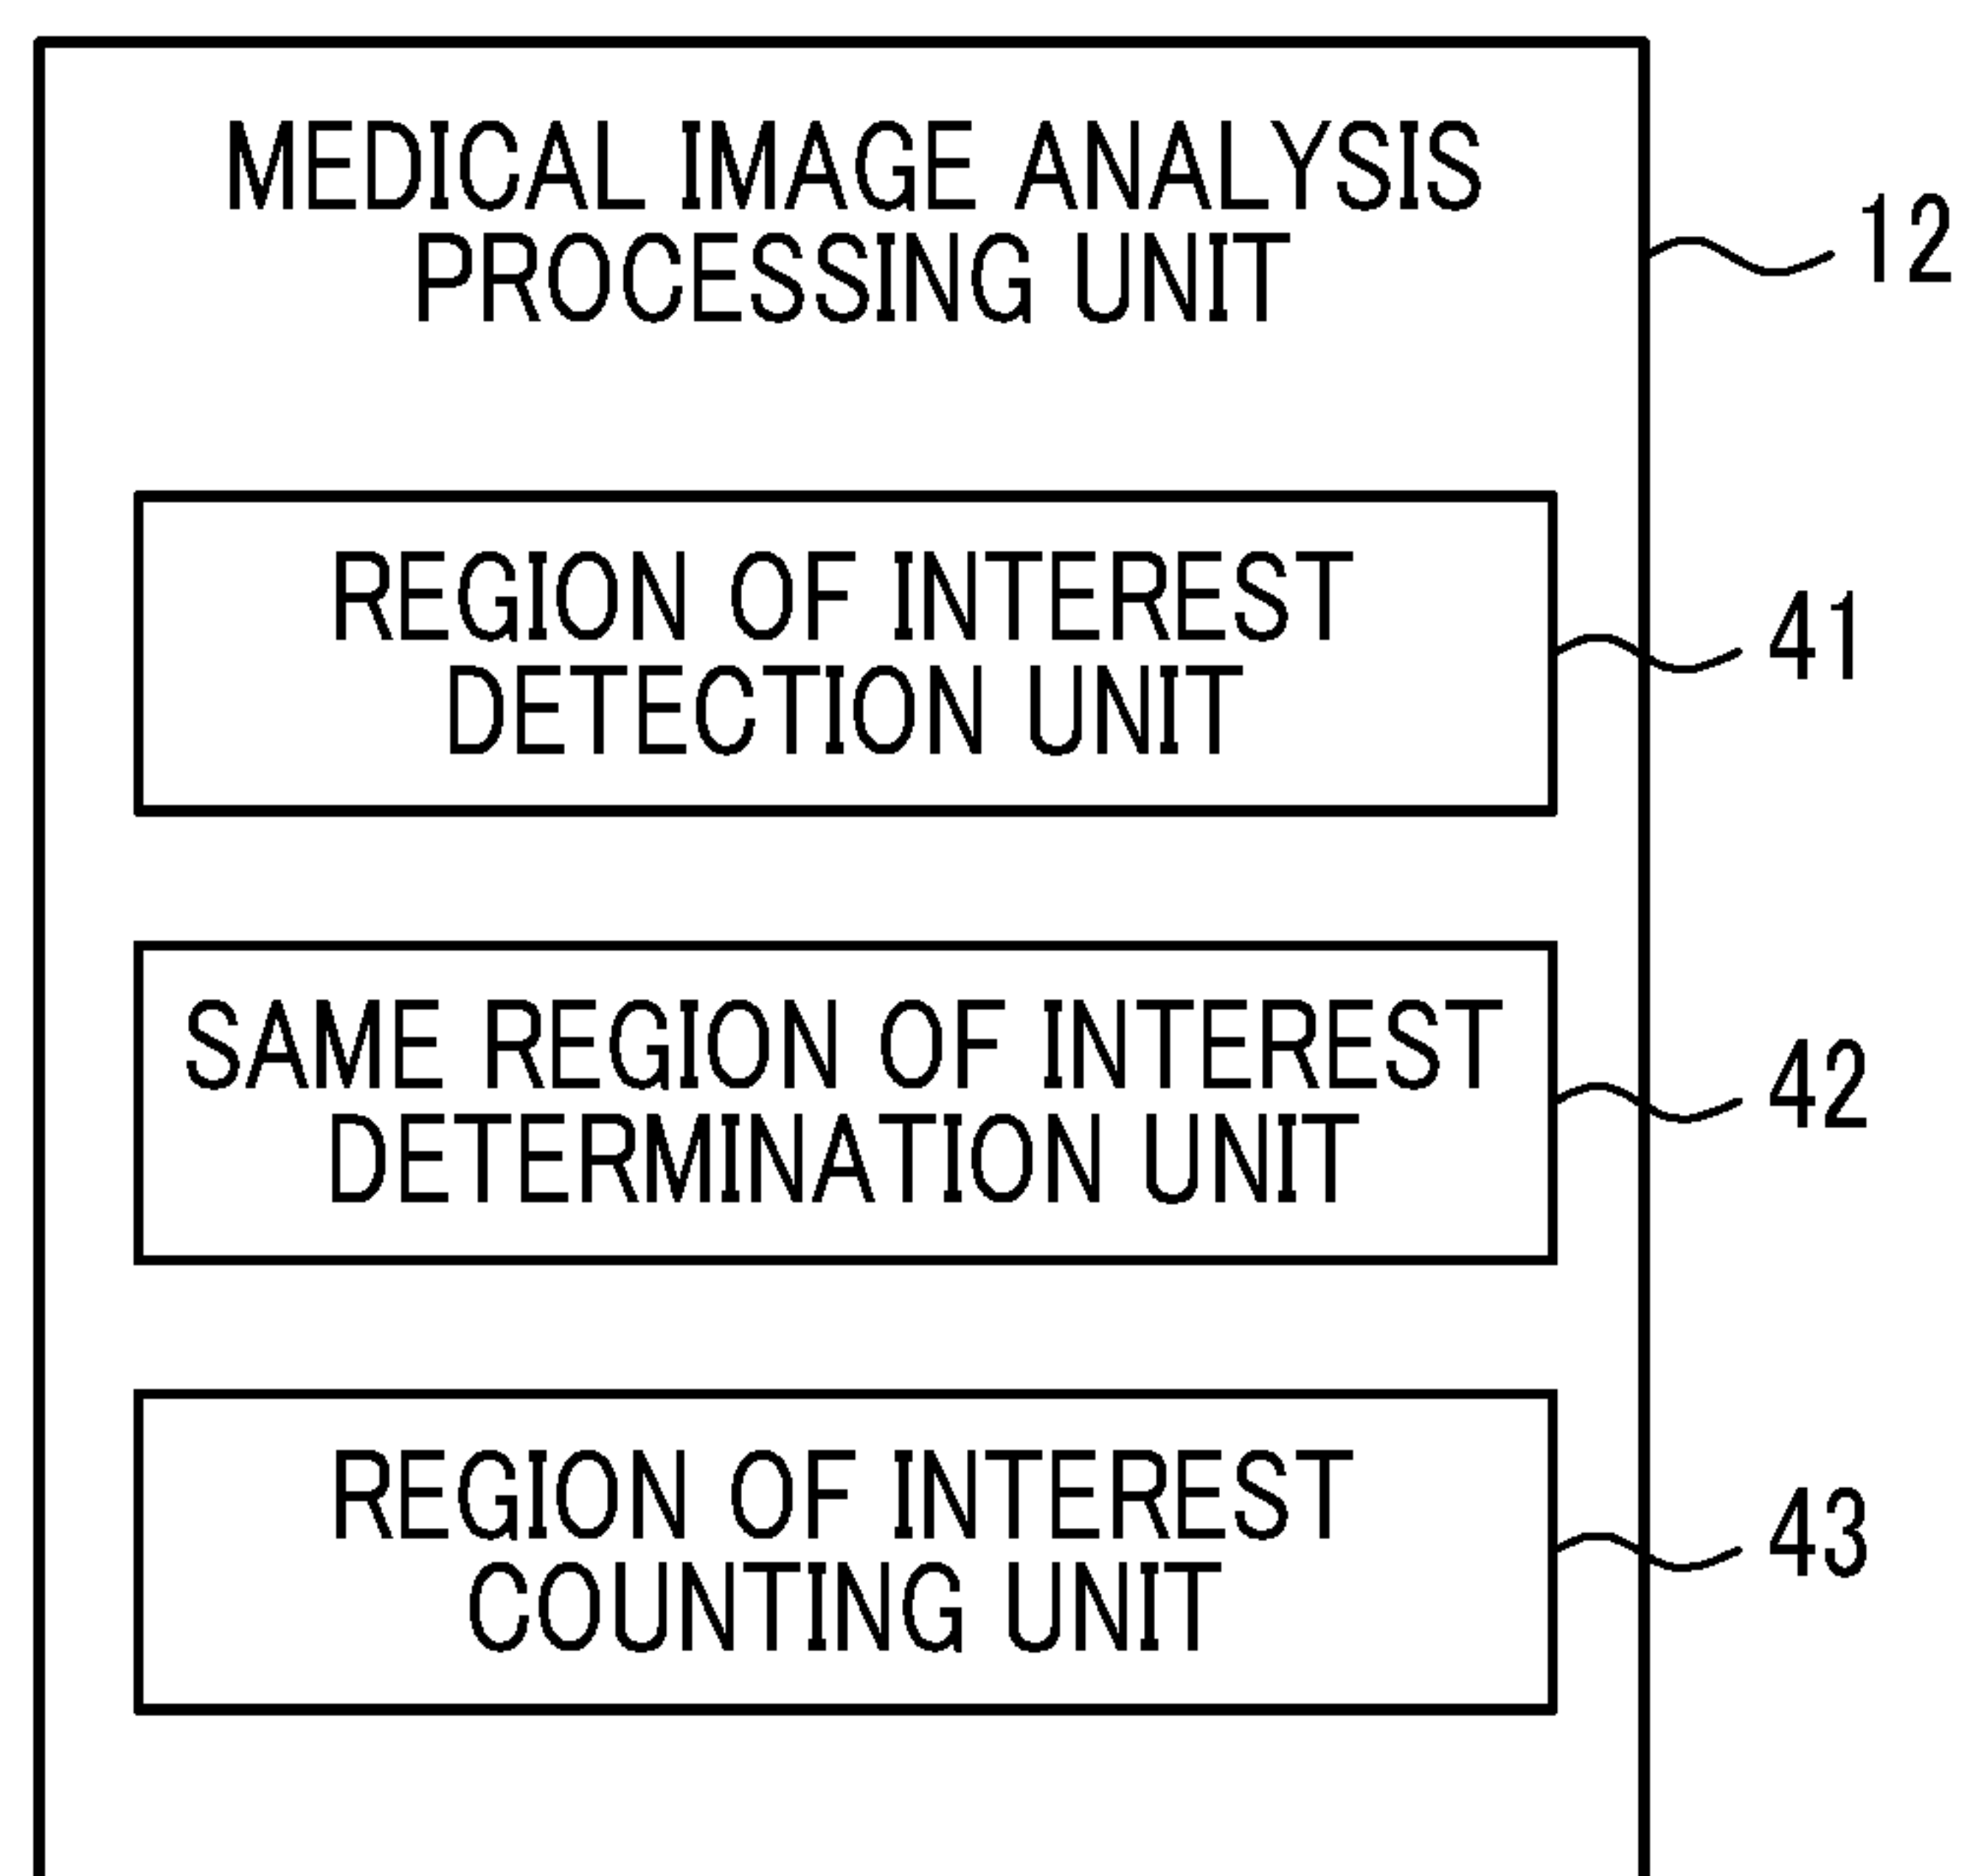 MEDICAL IMAGE ANALYSIS
PROCESSING UNIT
12
REGION OF INTEREST
DETECTION UNIT
41
SAME REGION OF INTEREST
DETERMINATION UNIT
42
REGION OF INTEREST
COUNTING UNIT
43